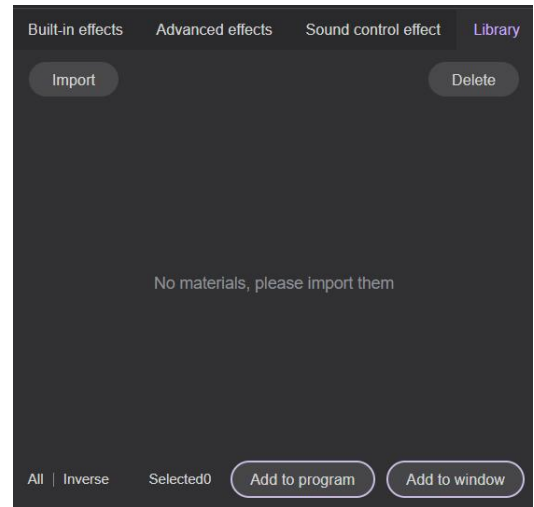 Built-in effects Advanced effects Sound control effect Library
Import Delete
No materials, please import them
All | Inverse Selected0 Add to program Add to window